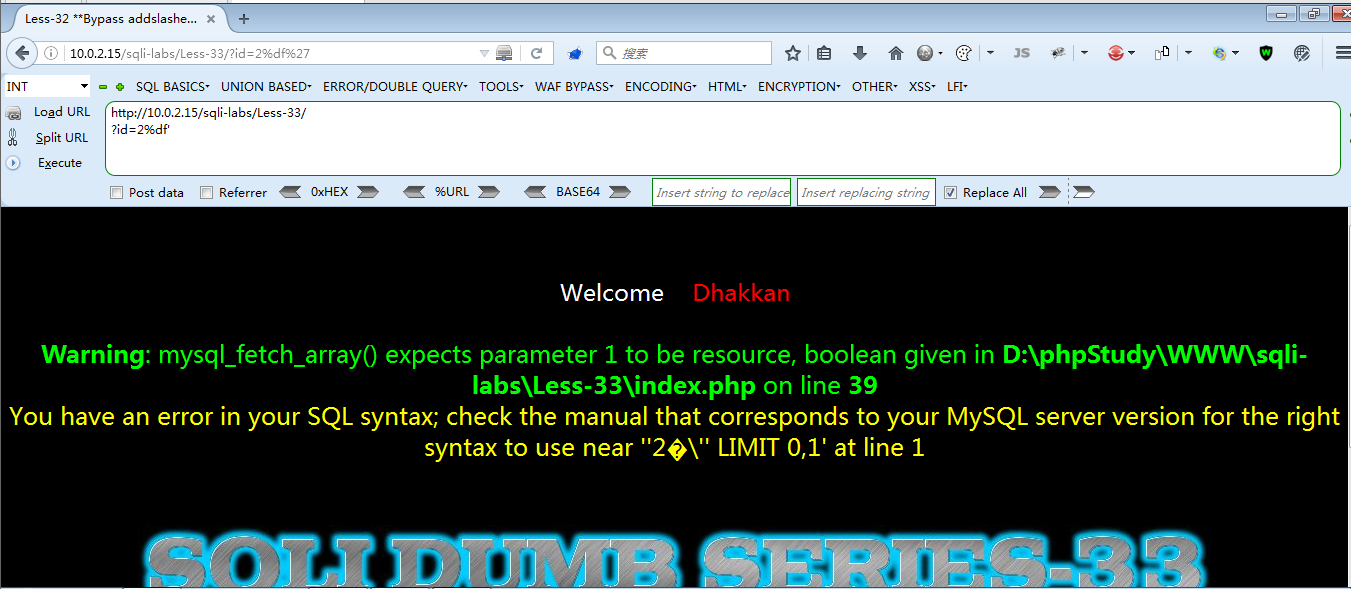 Less-32 **Bypass addslashe...
10.0.2.15/sqli-labs/Less-33/?id=2%df%27
搜索
JS
INT
SQL BASICS
UNION BASED
ERROR/DOUBLE QUERY
TOOLS
WAF BYPASS
ENCODING
HTML
ENCRYPTION
OTHER
XSS
LFI
Load URL
Split URL
Execute
http://10.0.2.15/sqli-labs/Less-33/
?id=2%df'
Post data
Referrer
0xHEX
%URL
BASE64
Insert string to replace
Insert replacing string
Replace All
Welcome Dhakkan
Warning: mysql_fetch_array() expects parameter 1 to be resource, boolean given in D:\phpStudy\WWW\sqli-
labs\Less-33\index.php on line 39
You have an error in your SQL syntax; check the manual that corresponds to your MySQL server version for the right
syntax to use near ''2�\'' LIMIT 0,1' at line 1
SQLI DUMB SERIES-33